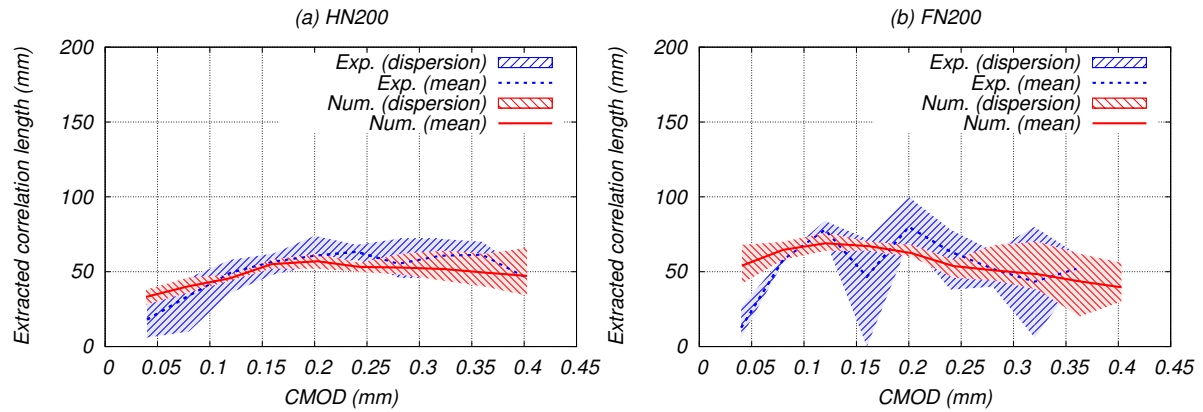 (a) HN200
Extracted correlation length (mm)
200
150
100
50
0
Exp. (dispersion)
Exp. (mean)
Num. (dispersion)
Num. (mean)
0 0.05 0.1 0.15 0.2 0.25 0.3 0.35 0.4 0.45
CMOD (mm)
(b) FN200
Extracted correlation length (mm)
200
150
100
50
0
Exp. (dispersion)
Exp. (mean)
Num. (dispersion)
Num. (mean)
0 0.05 0.1 0.15 0.2 0.25 0.3 0.35 0.4 0.45
CMOD (mm)